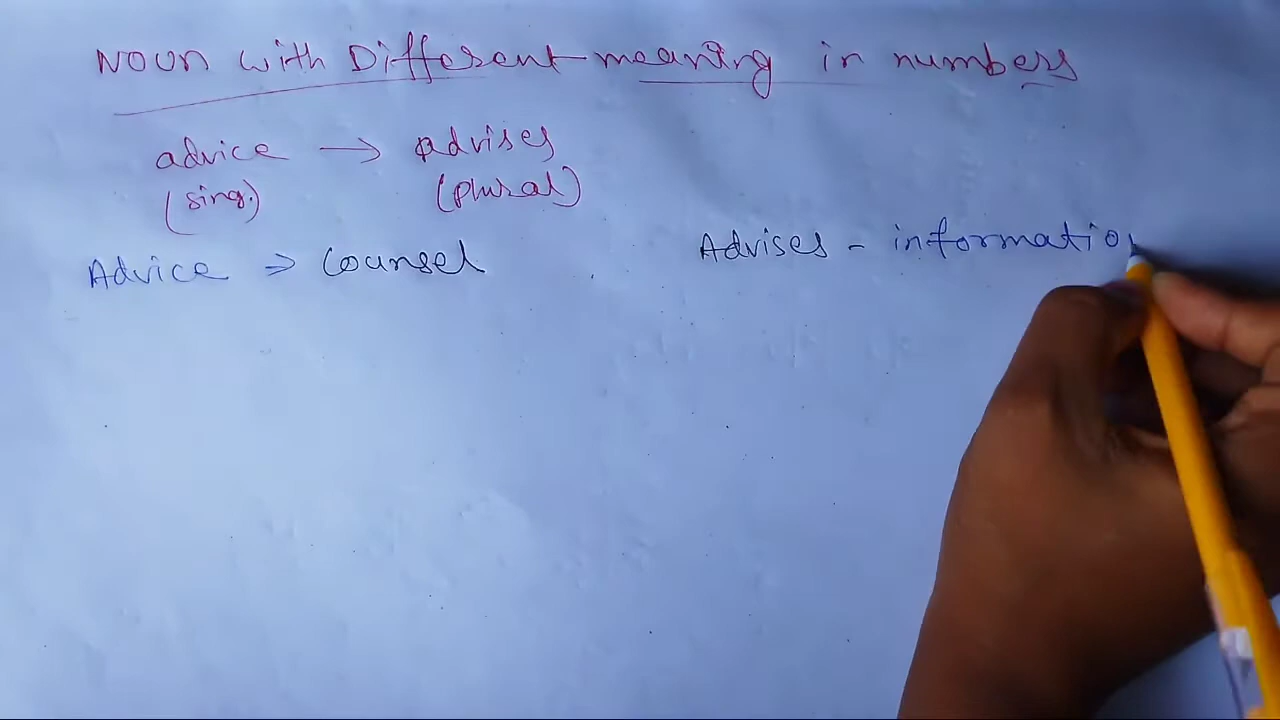 Noun with Different meaning in numbers
advice → advises
(sing.) (plural)
Advice ⇒ Counsel
Advises - information